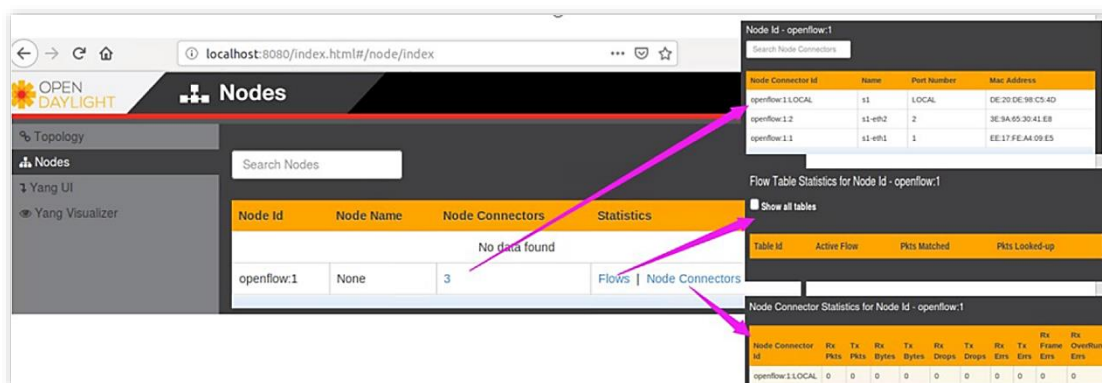 localhost:8080/index.html#/node/index
OPEN
DAYLIGHT
Nodes
Topology
Nodes
Yang UI
Yang Visualizer
Search Nodes
Node Id Node Name Node Connectors Statistics
No data found
openflow:1 None 3 Flows | Node Connectors
Node Id - openflow:1
Search Node Connectors
Node Connector Id Name Port Number Mac Address
openflow:1:LOCAL s1 LOCAL DE:20:DE:98:C5:4D
openflow:1:2 s1-eth2 2 3E:9A:65:30:41:E8
openflow:1:1 s1-eth1 1 EE:17:FE:A4:09:E5
Flow Table Statistics for Node Id - openflow:1
Show all tables
Table Id Active Flow Pkts Matched Pkts Looked-up
Node Connector Statistics for Node Id - openflow:1
Node Connector Id Rx Pkts Tx Pkts Rx Bytes Tx Bytes Rx Drops Tx Drops Rx Errs Tx Errs Rx Frame Errs Rx OverRun Errs
openflow:1:LOCAL 0 0 0 0 0 0 0 0 0 0